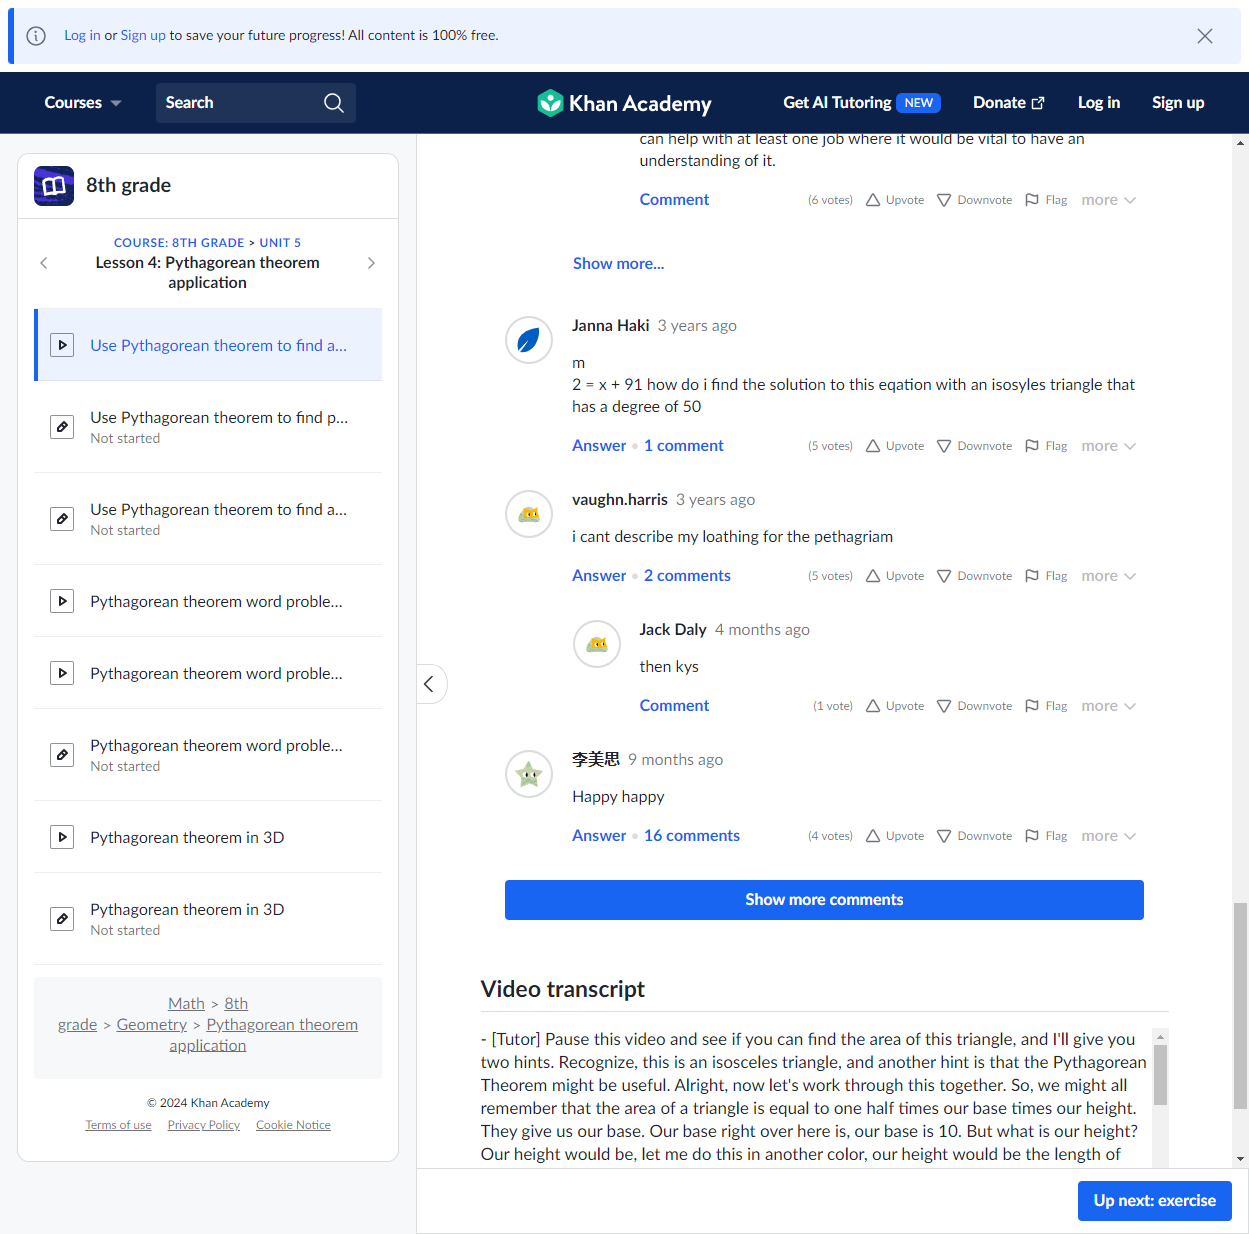 Log in or Sign up to save your future progress! All content is 100% free.
Courses
Search
Khan Academy
Get AI Tutoring NEW
Donate
Log in
Sign up
8th grade
COURSE: 8TH GRADE > UNIT 5
Lesson 4: Pythagorean theorem
application
Use Pythagorean theorem to find a...
Use Pythagorean theorem to find p...
Not started
Use Pythagorean theorem to find a...
Not started
Pythagorean theorem word proble...
Pythagorean theorem word proble...
Pythagorean theorem word proble...
Not started
Pythagorean theorem in 3D
Pythagorean theorem in 3D
Not started
Math > 8th
grade > Geometry > Pythagorean theorem
application
© 2024 Khan Academy
Terms of use Privacy Policy Cookie Notice
can help with at least one job where it would be vital to have an
understanding of it.
Comment (6 votes) Upvote Downvote Flag more
Show more...
Janna Haki 3 years ago
m
2 = x + 91 how do i find the solution to this eqation with an isosyles triangle that
has a degree of 50
Answer • 1 comment (5 votes) Upvote Downvote Flag more
vaughn.harris 3 years ago
i cant describe my loathing for the pethagriam
Answer • 2 comments (5 votes) Upvote Downvote Flag more
Jack Daly 4 months ago
then kys
Comment (1 vote) Upvote Downvote Flag more
李美思 9 months ago
Happy happy
Answer • 16 comments (4 votes) Upvote Downvote Flag more
Show more comments
Video transcript
- [Tutor] Pause this video and see if you can find the area of this triangle, and I'll give you
two hints. Recognize, this is an isosceles triangle, and another hint is that the Pythagorean
Theorem might be useful. Alright, now let's work through this together. So, we might all
remember that the area of a triangle is equal to one half times our base times our height.
They give us our base. Our base right over here is, our base is 10. But what is our height?
Our height would be, let me do this in another color, our height would be the length of
Up next: exercise